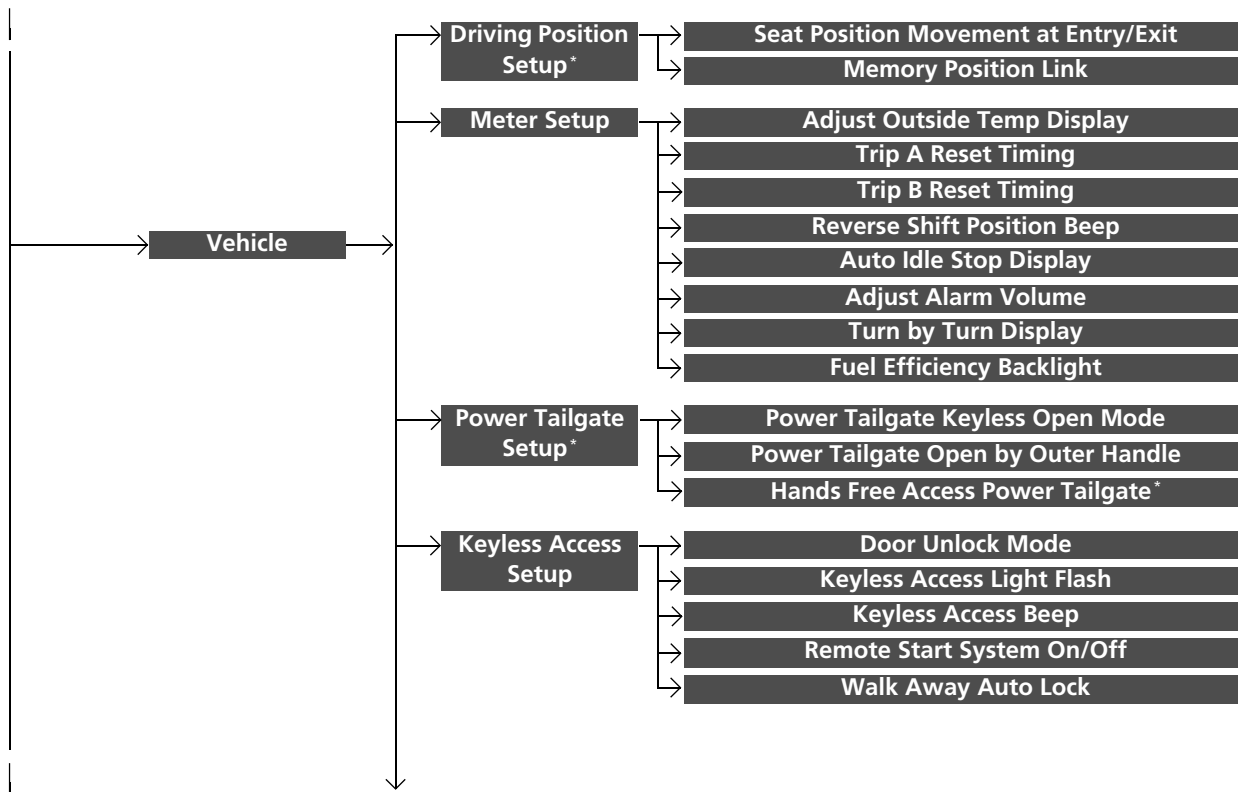 Driving Position
Setup*
Seat Position Movement at Entry/Exit
Memory Position Link
Meter Setup
Adjust Outside Temp Display
Trip A Reset Timing
Trip B Reset Timing
Reverse Shift Position Beep
Vehicle
Auto Idle Stop Display
Adjust Alarm Volume
Turn by Turn Display
Fuel Efficiency Backlight
Power Tailgate
Setup*
Power Tailgate Keyless Open Mode
Power Tailgate Open by Outer Handle
Hands Free Access Power Tailgate*
Keyless Access
Setup
Door Unlock Mode
Keyless Access Light Flash
Keyless Access Beep
Remote Start System On/Off
Walk Away Auto Lock